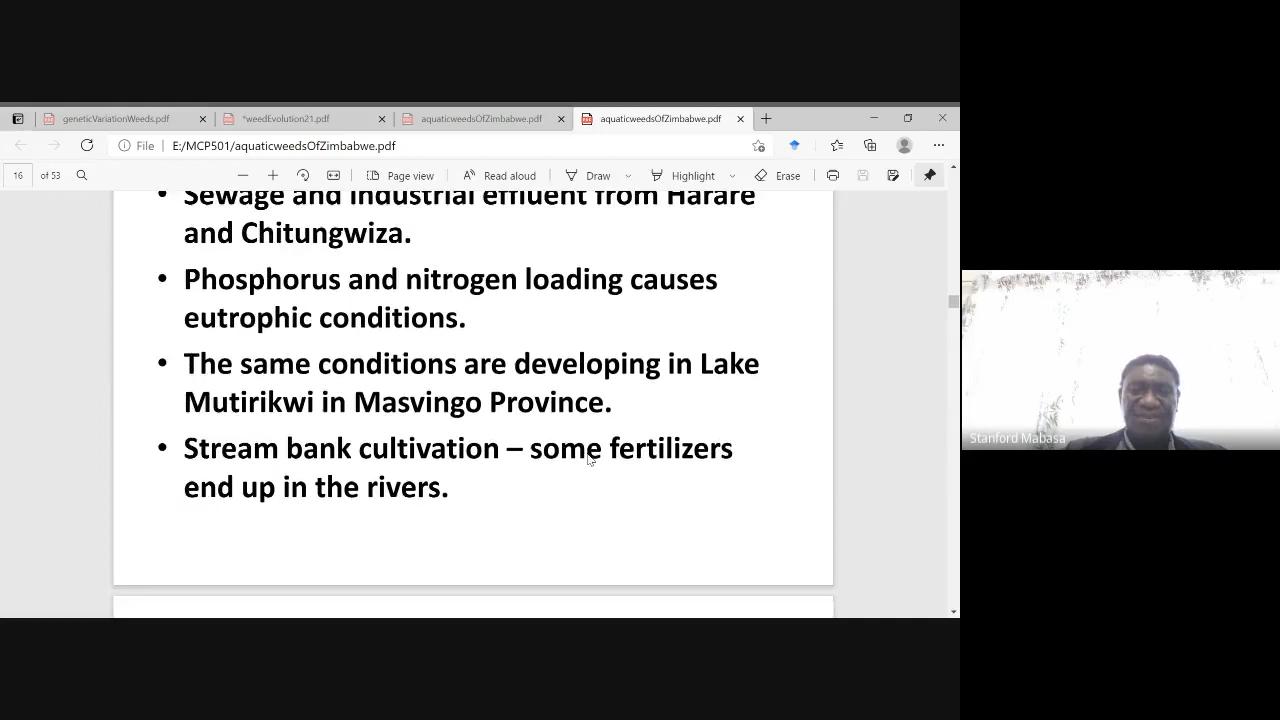 geneticVariationWeeds.pdf
*weedEvolution21.pdf
aquaticweedsOfZimbabwe.pdf
aquaticweedsOfZimbabwe.pdf
File
E:/MCP501/aquaticweedsOfZimbabwe.pdf
16 of 53
Page view
Read aloud
Draw
Highlight
Erase
• Sewage and industrial effluent from Harare
and Chitungwiza.
• Phosphorus and nitrogen loading causes
eutrophic conditions.
• The same conditions are developing in Lake
Mutirikwi in Masvingo Province.
• Stream bank cultivation – some fertilizers
end up in the rivers.
Stanford Mabasa